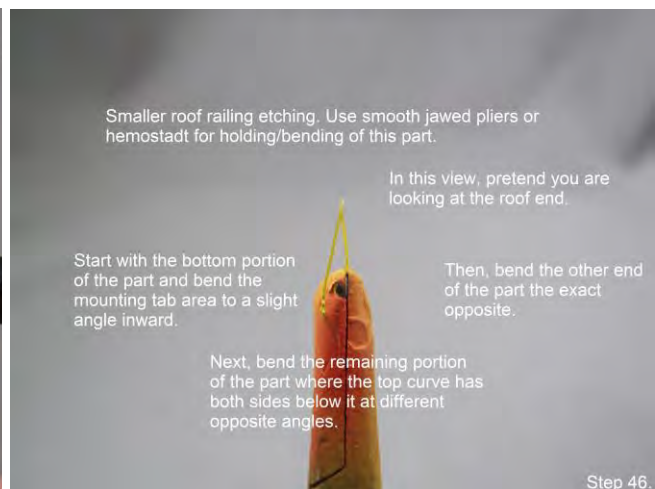 Smaller roof railing etching. Use smooth jawed pliers or
hemostadt for holding/bending of this part.
In this view, pretend you are
looking at the roof end.
Start with the bottom portion
of the part and bend the
mounting tab area to a slight
angle inward.
Then, bend the other end
of the part the exact
opposite.
Next, bend the remaining portion
of the part where the top curve has
both sides below it at different
opposite angles.
Step 46.